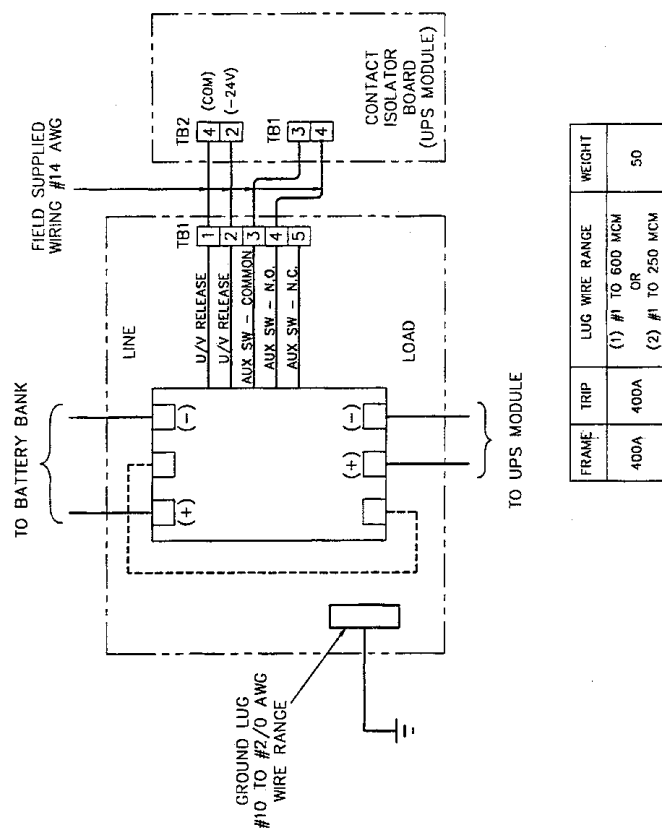 FIELD SUPPLIED
WIRING #14 AWG
TO BATTERY BANK
LINE
(+)
(-)
U/V RELEASE
U/V RELEASE
AUX SW - COMMON
AUX SW - N.O.
AUX SW - N.C.
TB1
1
2
3
4
5
TB2
4
2
(COM)
(-24V)
TB1
3
4
CONTACT
ISOLATOR
BOARD
(UPS MODULE)
(+)
(-)
LOAD
TO UPS MODULE
GROUND LUG
#10 TO #2/0 AWG
WIRE RANGE
FRAME TRIP LUG WIRE RANGE WEIGHT
400A 400A (1) #1 TO 600 MCM 50
OR
(2) #1 TO 250 MCM